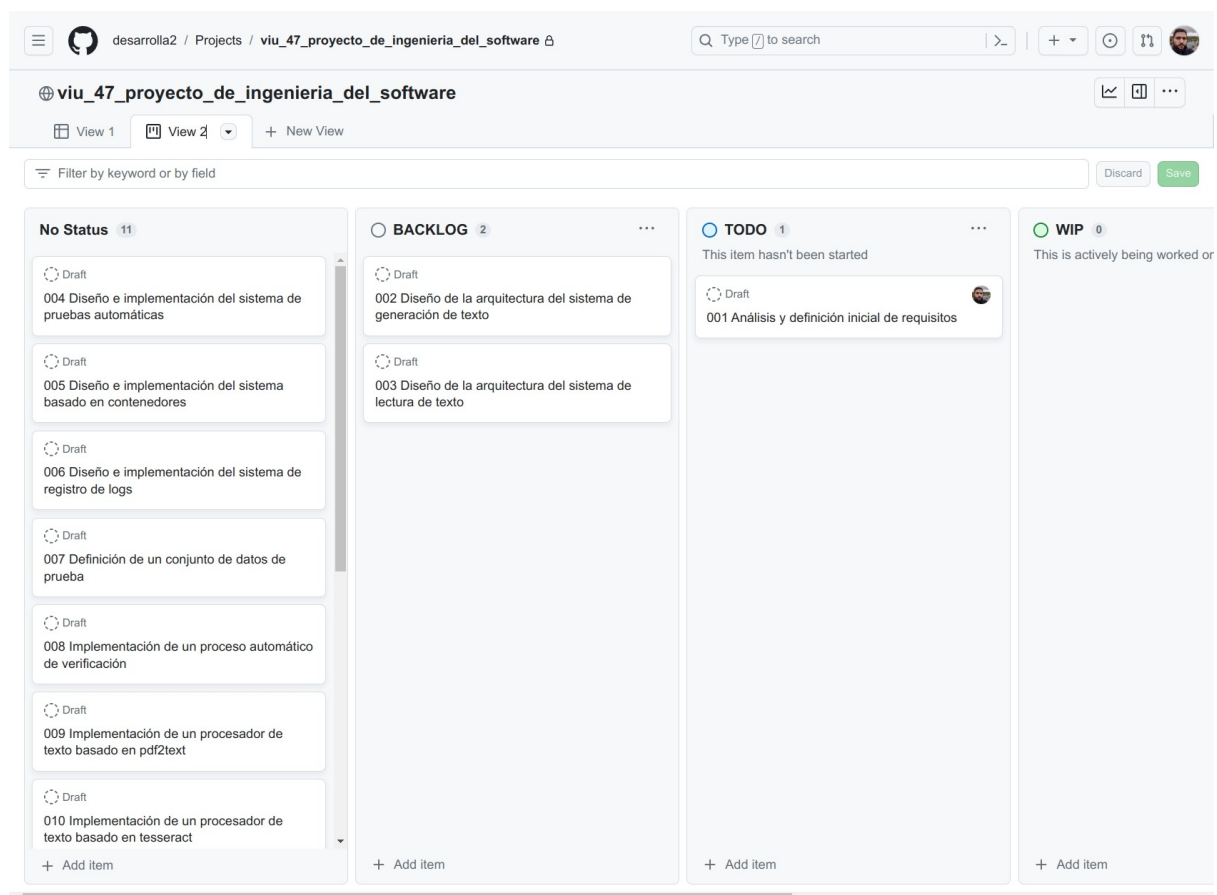 desarrolla2 / Projects / viu_47_proyecto_de_ingenieria_del_software
Type / to search
viu_47_proyecto_de_ingenieria_del_software
View 1
View 2
+ New View
Filter by keyword or by field
Discard
Save
No Status 11
Draft
004 Diseño e implementación del sistema de
pruebas automáticas
Draft
005 Diseño e implementación del sistema
basado en contenedores
Draft
006 Diseño e implementación del sistema de
registro de logs
Draft
007 Definición de un conjunto de datos de
prueba
Draft
008 Implementación de un proceso automático
de verificación
Draft
009 Implementación de un procesador de
texto basado en pdf2text
Draft
010 Implementación de un procesador de
texto basado en tesseract
+ Add item
BACKLOG 2
Draft
002 Diseño de la arquitectura del sistema de
generación de texto
Draft
003 Diseño de la arquitectura del sistema de
lectura de texto
+ Add item
TODO 1
This item hasn't been started
Draft
001 Análisis y definición inicial de requisitos
+ Add item
WIP 0
This is actively being worked on
+ Add item